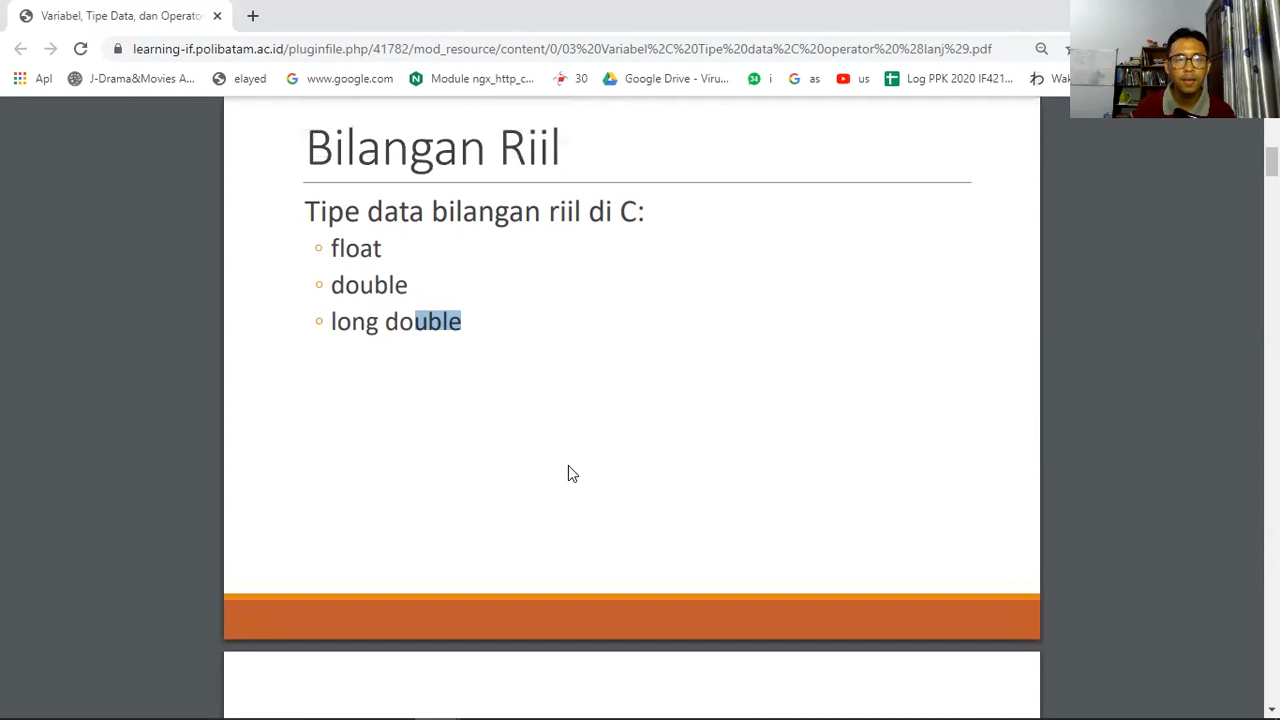 Variabel, Tipe Data, dan Operato
learning-if.polibatam.ac.id/pluginfile.php/41782/mod_resource/content/0/03%20Variabel%2C%20Tipe%20data%2C%20operator%20%28lanj%29.pdf
Apl J-Drama&Movies A... elayed www.google.com Module ngx_http_c... 30 Google Drive - Viru... 34 i as us Log PPK 2020 IF421... Wak
Bilangan Riil
Tipe data bilangan riil di C:
float
double
long double